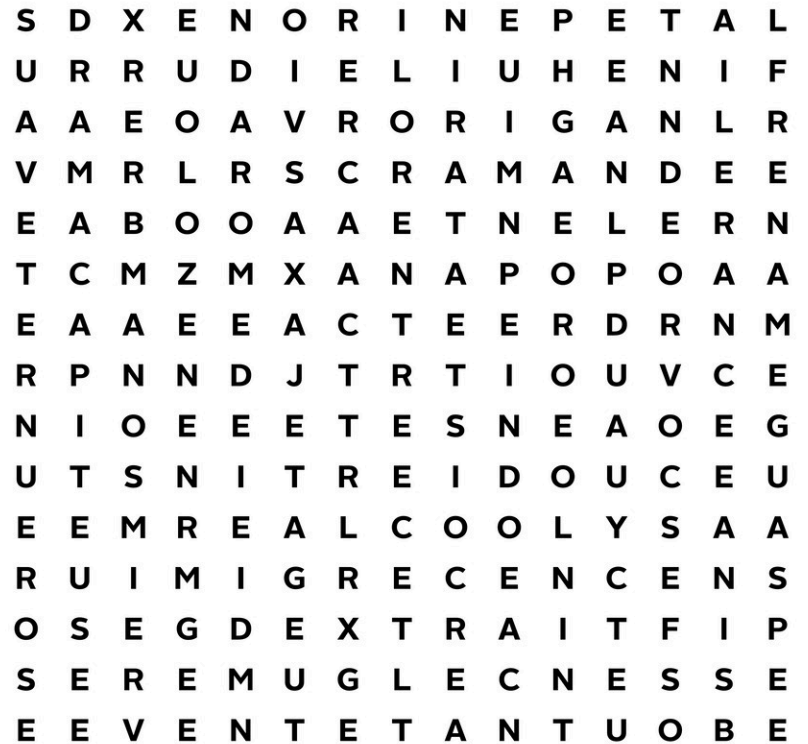 S D X E N O R I N E P E T A L
U R R U D I E L I U H E N I F
A A E O A V R O R I G A N L R
V M R L R S C R A M A N D E E
E A B O O A A E T N E L E R N
T C M Z M X A N A P O P O A A
E A A E E A C T E E R D R N M
R P N N D J T R T I O U V C E
N I O E E E T E S N E A O E G
U T S N I T R E I D O U C E U
E E M R E A L C O O L Y S A A
R U I M I G R E C E N C E N S
O S E G D E X T R A I T F I P
S E R E M U G L E C N E S S E
E E V E N T E T A N T U O B E